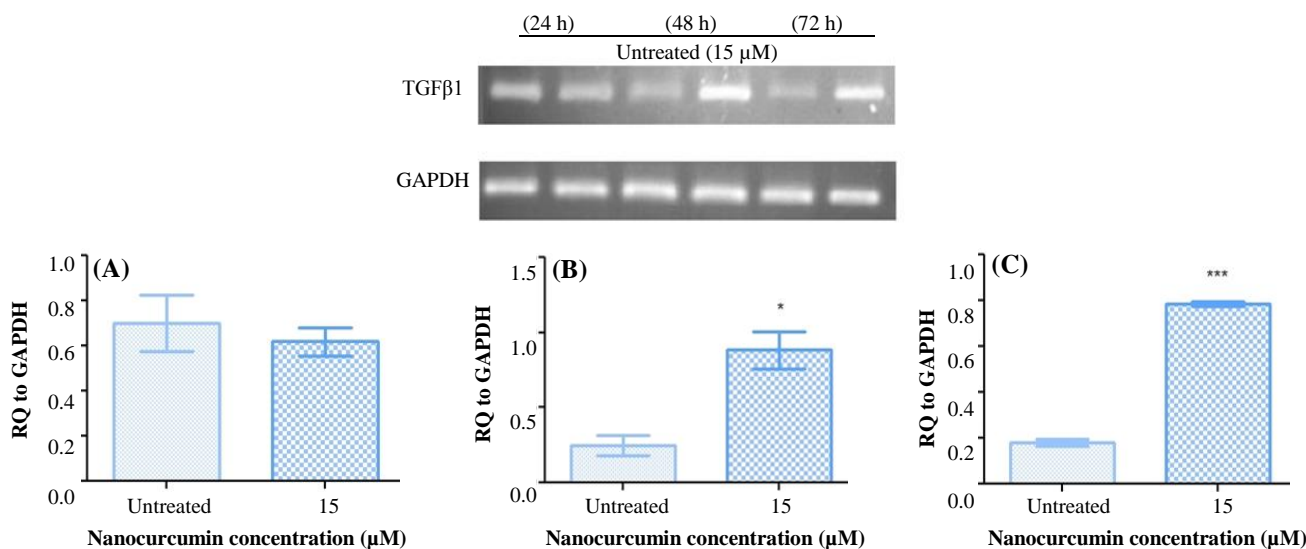 (24 h) (48 h) (72 h)
Untreated (15 µM)
TGFβ1
GAPDH
(A)
1.0
0.8
0.6
0.4
0.2
0.0
RQ to GAPDH
Untreated 15
Nanocurcumin concentration (µM)
(B)
1.5
1.0
0.5
0.0
RQ to GAPDH
*
Untreated 15
Nanocurcumin concentration (µM)
(C)
1.0
0.8
0.6
0.4
0.2
0.0
RQ to GAPDH
***
Untreated 15
Nanocurcumin concentration (µM)